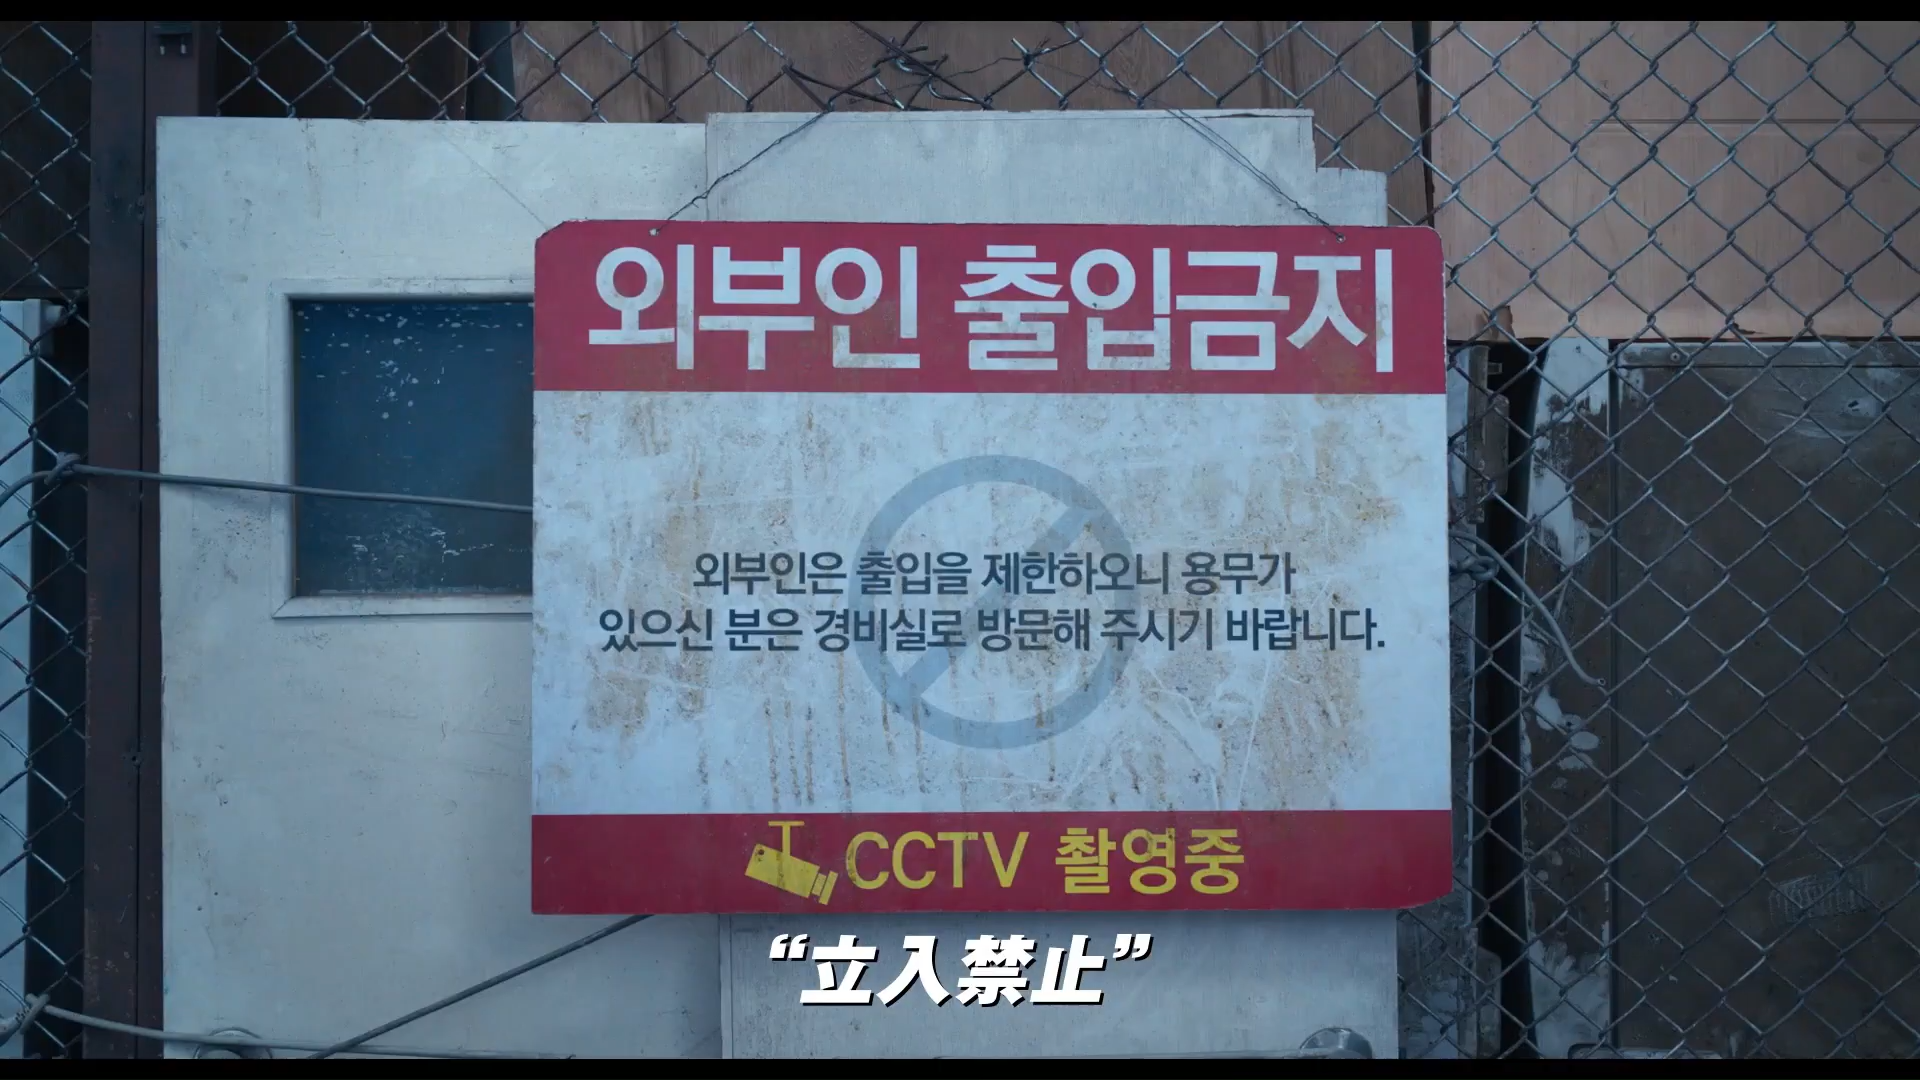 외부인 출입금지
외부인은 출입을 제한하오니 용무가
있으신 분은 경비실로 방문해 주시기 바랍니다.
CCTV 촬영중
“立入禁止”